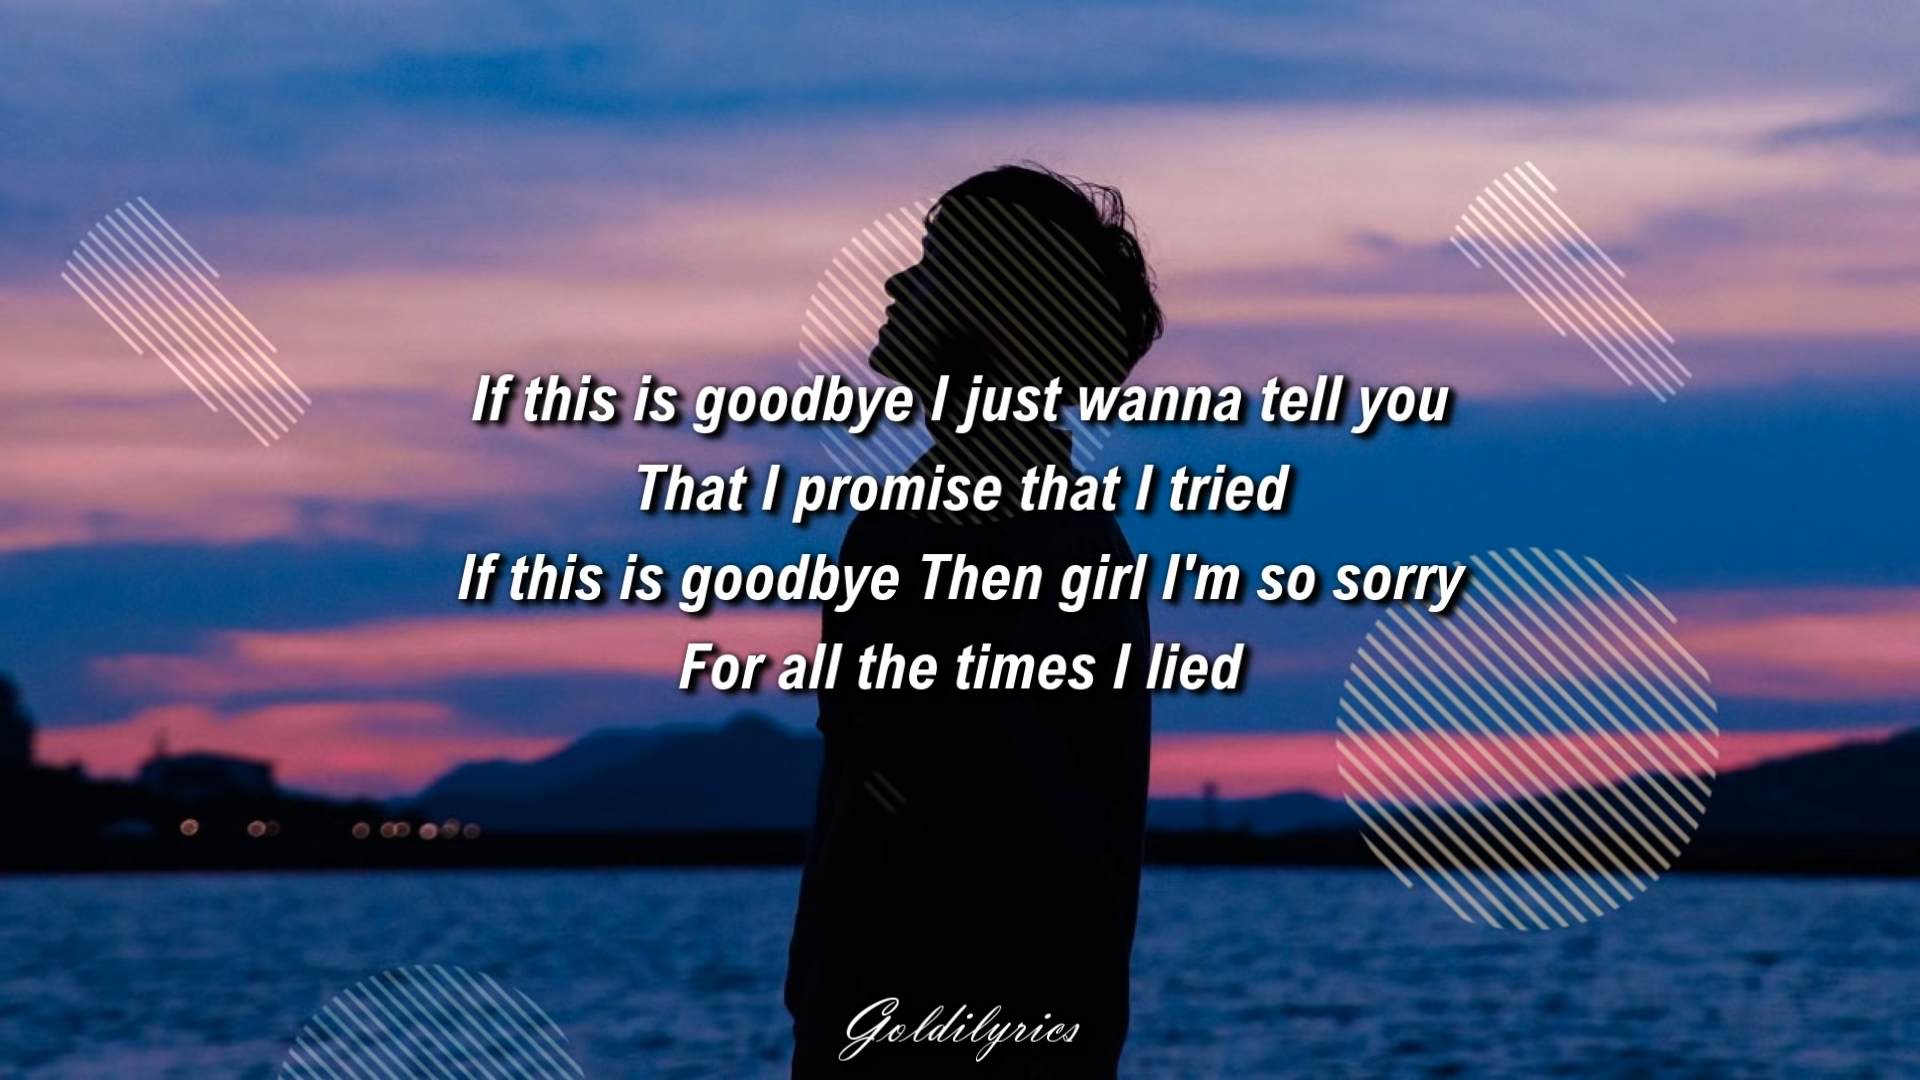 If this is goodbye I just wanna tell you
That I promise that I tried
If this is goodbye Then girl I'm so sorry
For all the times I lied
Goldilyrics